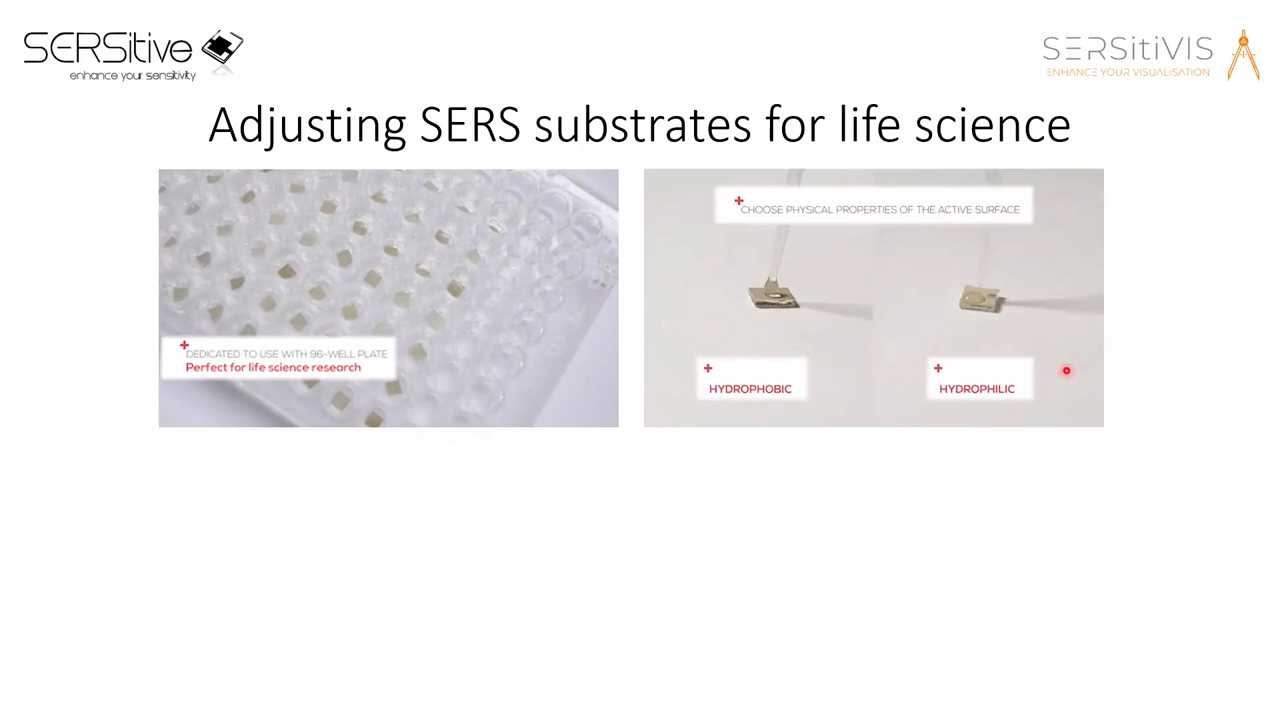 SERSitive
enhance your sensitivity
SERSitiVIS
ENHANCE YOUR VISUALISATION
Adjusting SERS substrates for life science
DEDICATED TO USE WITH 96-WELL PLATE
Perfect for life science research
CHOOSE PHYSICAL PROPERTIES OF THE ACTIVE SURFACE
HYDROPHOBIC
HYDROPHILIC